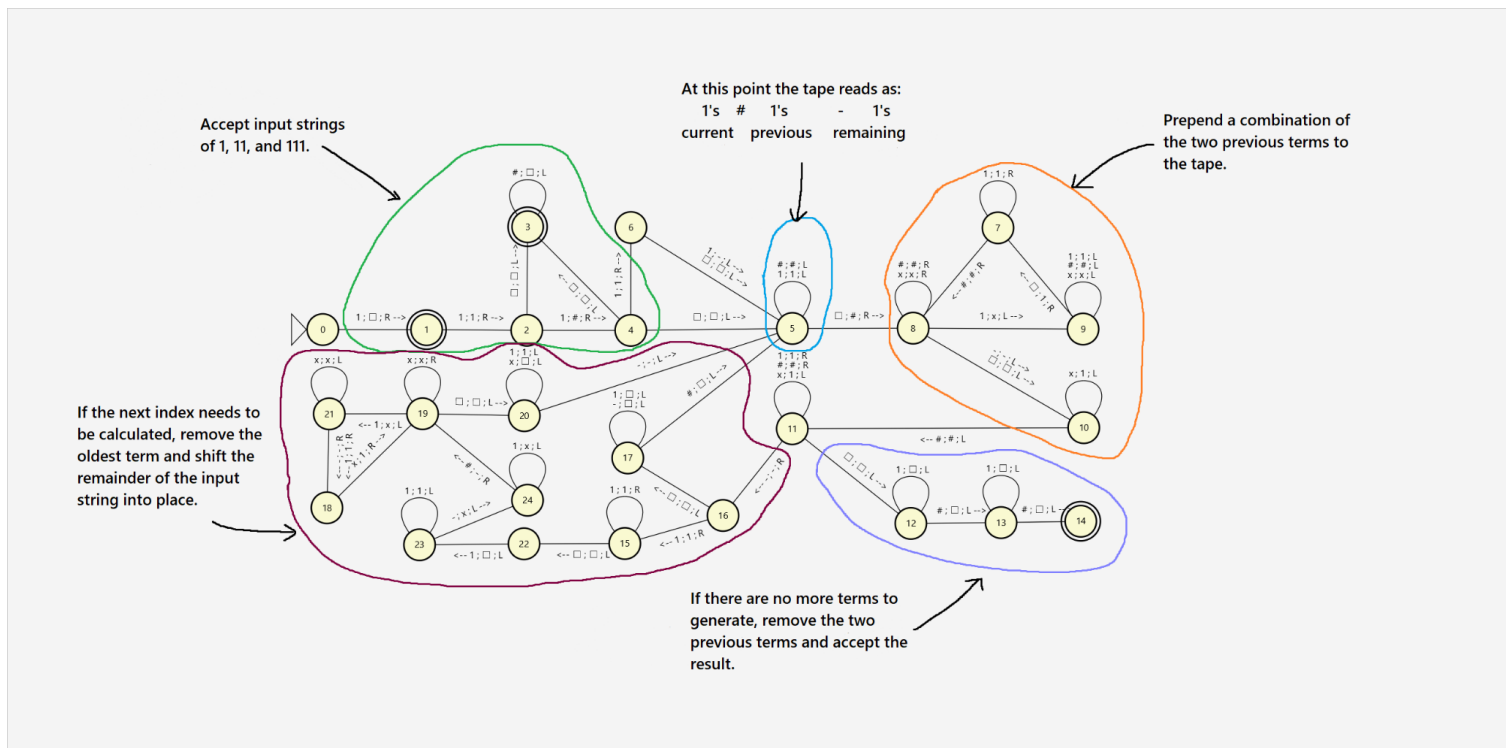 At this point the tape reads as:
1's # 1's - 1's
current previous remaining
Accept input strings
of 1, 11, and 111.
Prepend a combination of
the two previous terms to
the tape.
#;□;L
3
6
1;1;R
7
□;□;L-->
<--□;□;L
1;1;R-->
1;-;L-->
□;□;L-->
#;#;L
1;1;L
#;#;R
x;x;R
<--#;#;R
<--□;1;R
1;1;L
#;#;L
x;x;L
0
1;□;R-->
1
1;1;R-->
2
1;#;R-->
4
□;□;L-->
5
□;#;R-->
8
1;x;L-->
9
-;-;L-->
□;□;L-->
x;1;L
10
x;x;L
21
x;x;R
19
1;1;L
x;□;L
20
□;□;L-->
-;-;L-->
#;□;L-->
1;1;R
#;#;R
x;1;L
11
<--#;#;L
<--1;x;L
<--1;1;R
x;1;R-->
<--#;-;R
1;x;L
24
-;x;L-->
18
1;□;L
-;□;L
17
<--□;□;L
<---;-;R
16
<--1;1;R
1;1;L
23
<--1;□;L
22
<--□;□;L
1;1;R
15
□;□;L-->
1;□;L
12
#;□;L-->
1;□;L
13
#;□;L-->
14
If the next index needs to
be calculated, remove the
oldest term and shift the
remainder of the input
string into place.
If there are no more terms to
generate, remove the two
previous terms and accept the
result.